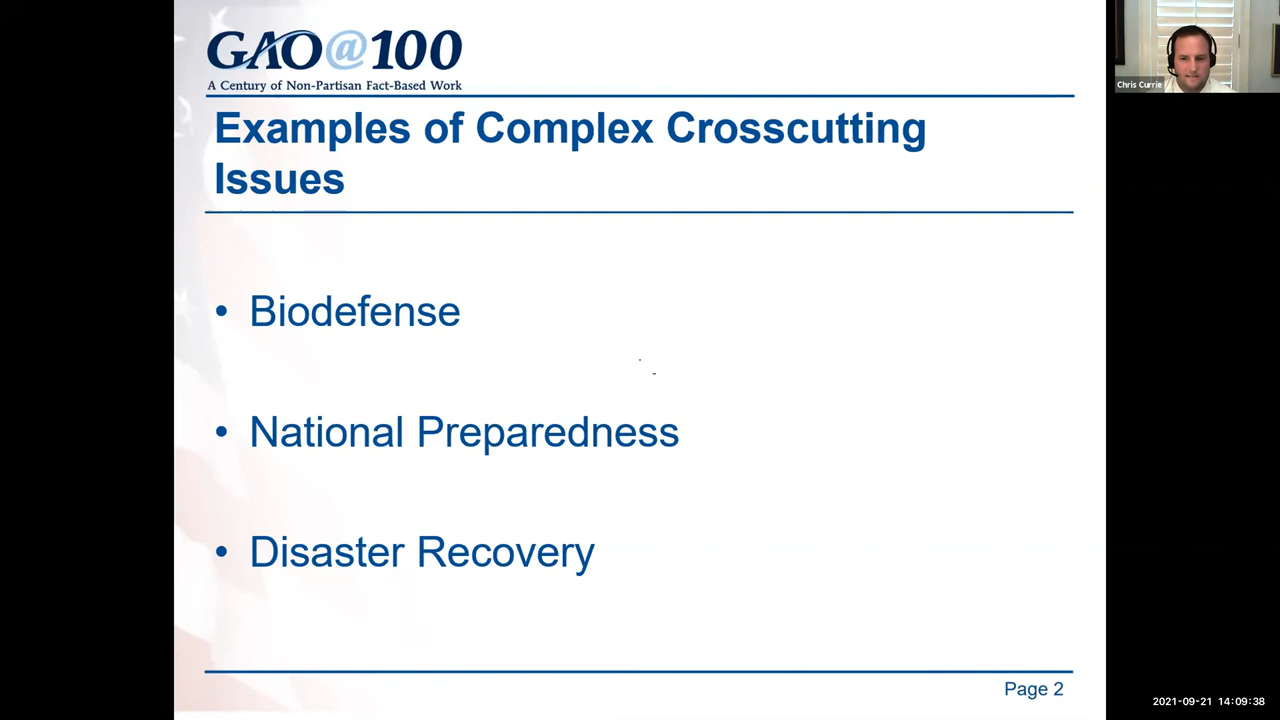 GAO@100
A Century of Non-Partisan Fact-Based Work
Chris Currie
Examples of Complex Crosscutting
Issues
• Biodefense
• National Preparedness
• Disaster Recovery
Page 2
2021-09-21 14:09:38